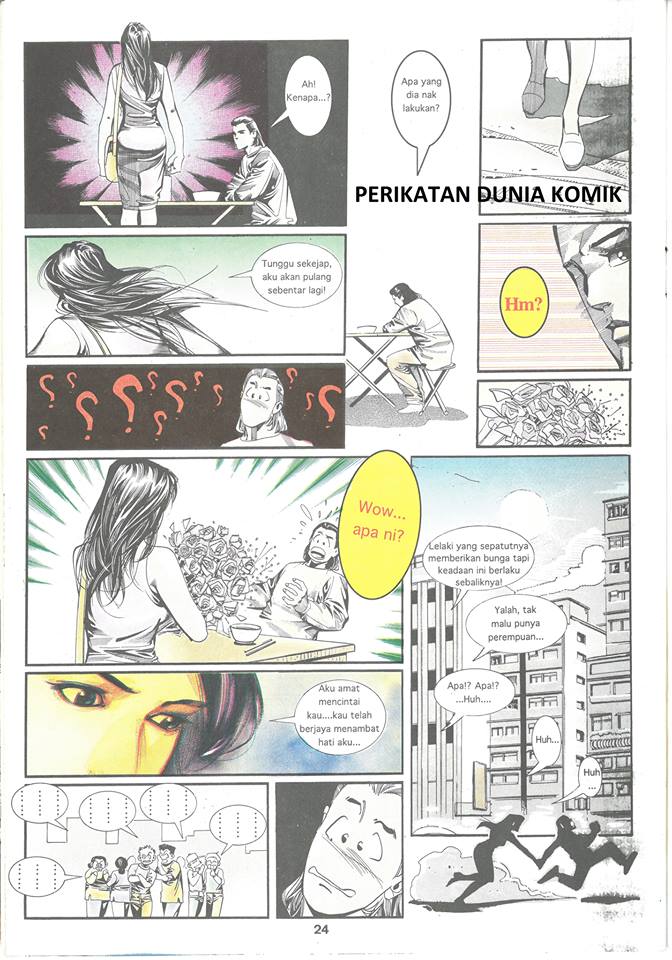 Ah!
Kenapa...?
Apa yang
dia nak
lakukan?
PERIKATAN DUNIA KOMIK
Tunggu sekejap,
aku akan pulang
sebentar lagi!
Hm?
? ? ? ? ? ? ? ? ? ?
Wow...
apa ni?
Lelaki yang sepatutnya
memberikan bunga tapi
keadaan ini berlaku
sebaliknya!
Yalah, tak
malu punya
perempuan...
Apa!? Apa!?
...Huh....
Huh...
Huh
...
Aku amat
mencintai
kau....kau telah
berjaya menambat
hati aku...
24